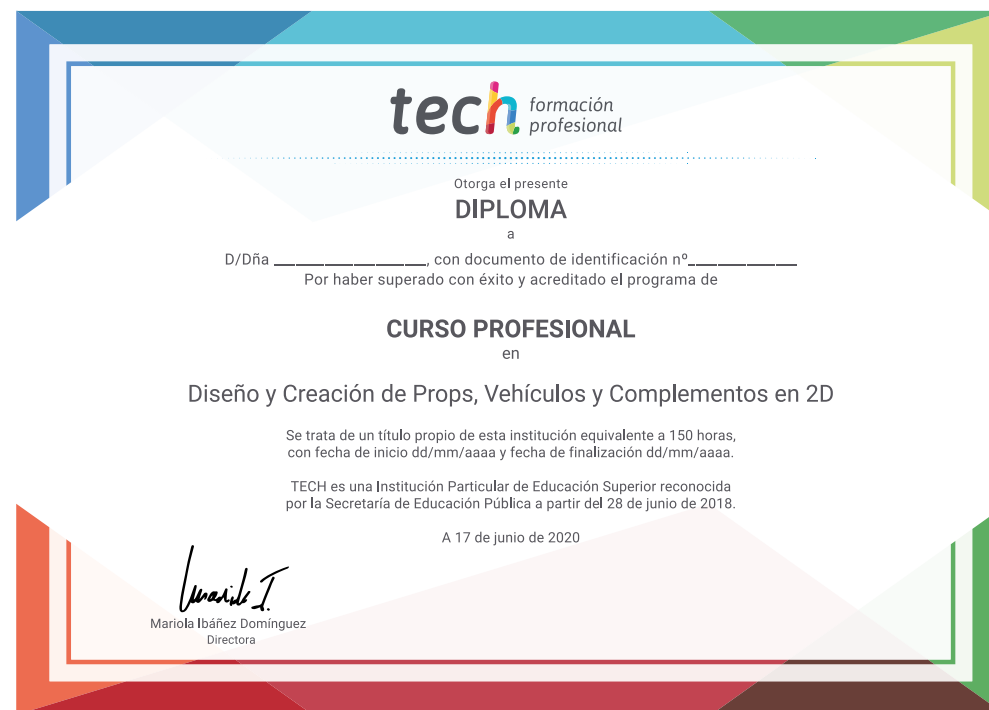 tech formación
profesional
Otorga el presente
DIPLOMA
a
D/Dña ______________, con documento de identificación nº__________
Por haber superado con éxito y acreditado el programa de
CURSO PROFESIONAL
en
Diseño y Creación de Props, Vehículos y Complementos en 2D
Se trata de un título propio de esta institución equivalente a 150 horas,
con fecha de inicio dd/mm/aaaa y fecha de finalización dd/mm/aaaa.
TECH es una Institución Particular de Educación Superior reconocida
por la Secretaría de Educación Pública a partir del 28 de junio de 2018.
A 17 de junio de 2020
Mariola Ibáñez Domínguez
Directora